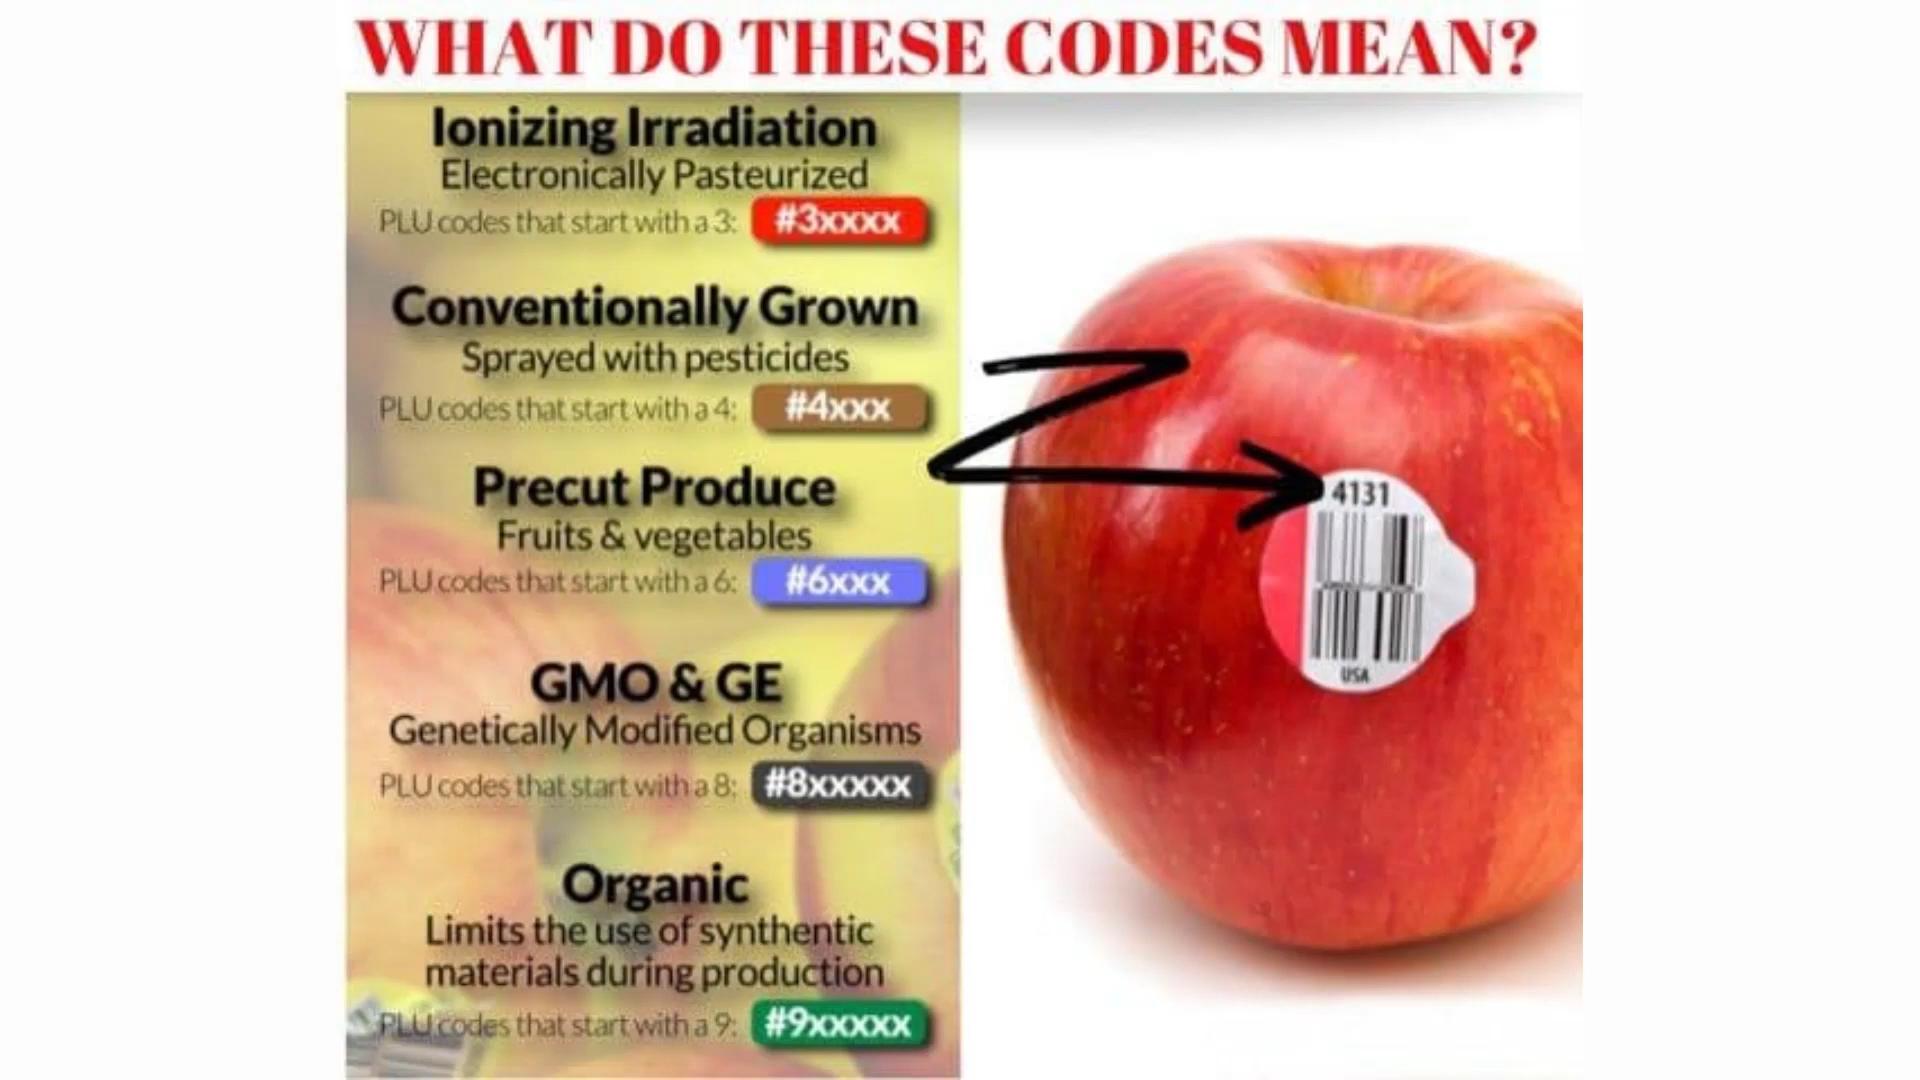 WHAT DO THESE CODES MEAN?
Ionizing Irradiation
Electronically Pasteurized
PLU codes that start with a 3: #3xxxx
Conventionally Grown
Sprayed with pesticides
PLU codes that start with a 4: #4xxx
Precut Produce
Fruits & vegetables
PLU codes that start with a 6: #6xxx
GMO & GE
Genetically Modified Organisms
PLU codes that start with a 8: #8xxxxx
Organic
Limits the use of synthentic
materials during production
PLU codes that start with a 9: #9xxxxx
4131
USA